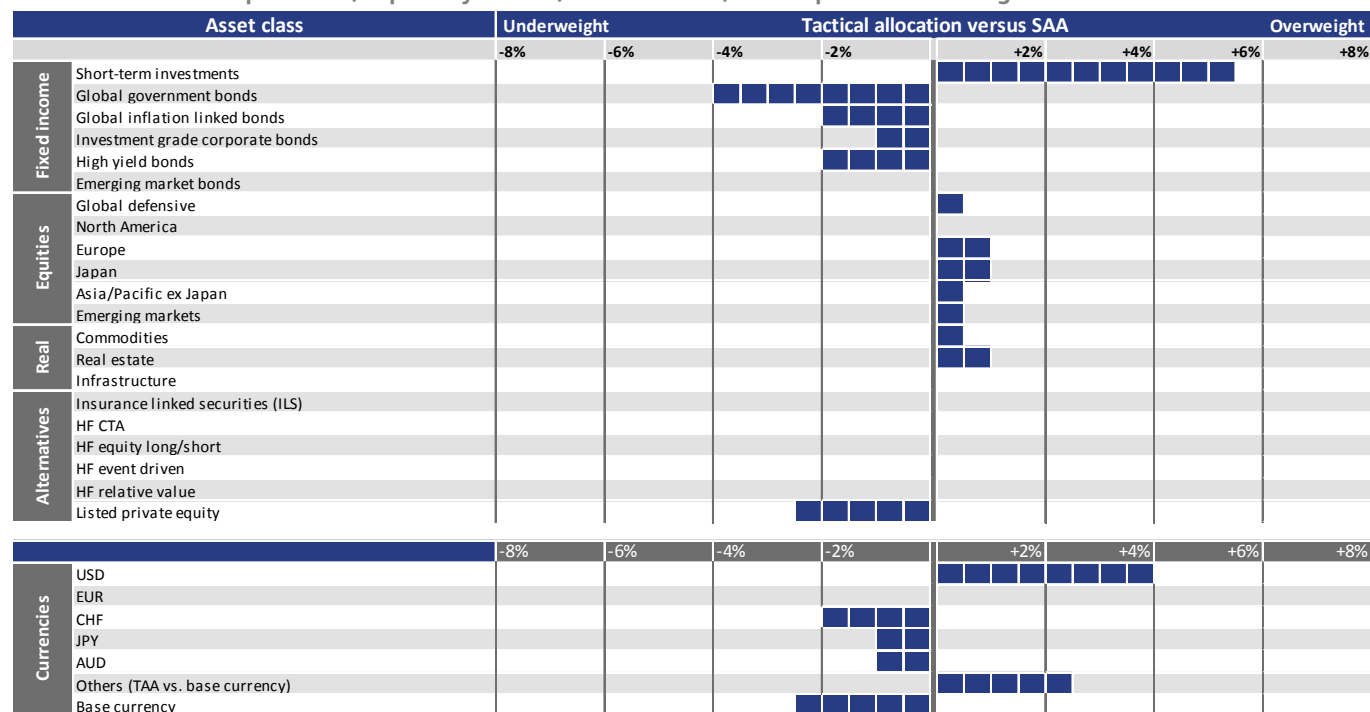 Asset class Underweight Tactical allocation versus SAA Overweight
-8% -6% -4% -2% +2% +4% +6% +8%
Fixed income
Short-term investments
Global government bonds
Global inflation linked bonds
Investment grade corporate bonds
High yield bonds
Emerging market bonds
Equities
Global defensive
North America
Europe
Japan
Asia/Pacific ex Japan
Emerging markets
Real
Commodities
Real estate
Infrastructure
Alternatives
Insurance linked securities (ILS)
HF CTA
HF equity long/short
HF event driven
HF relative value
Listed private equity
-8% -6% -4% -2% +2% +4% +6% +8%
Currencies
USD
EUR
CHF
JPY
AUD
Others (TAA vs. base currency)
Base currency